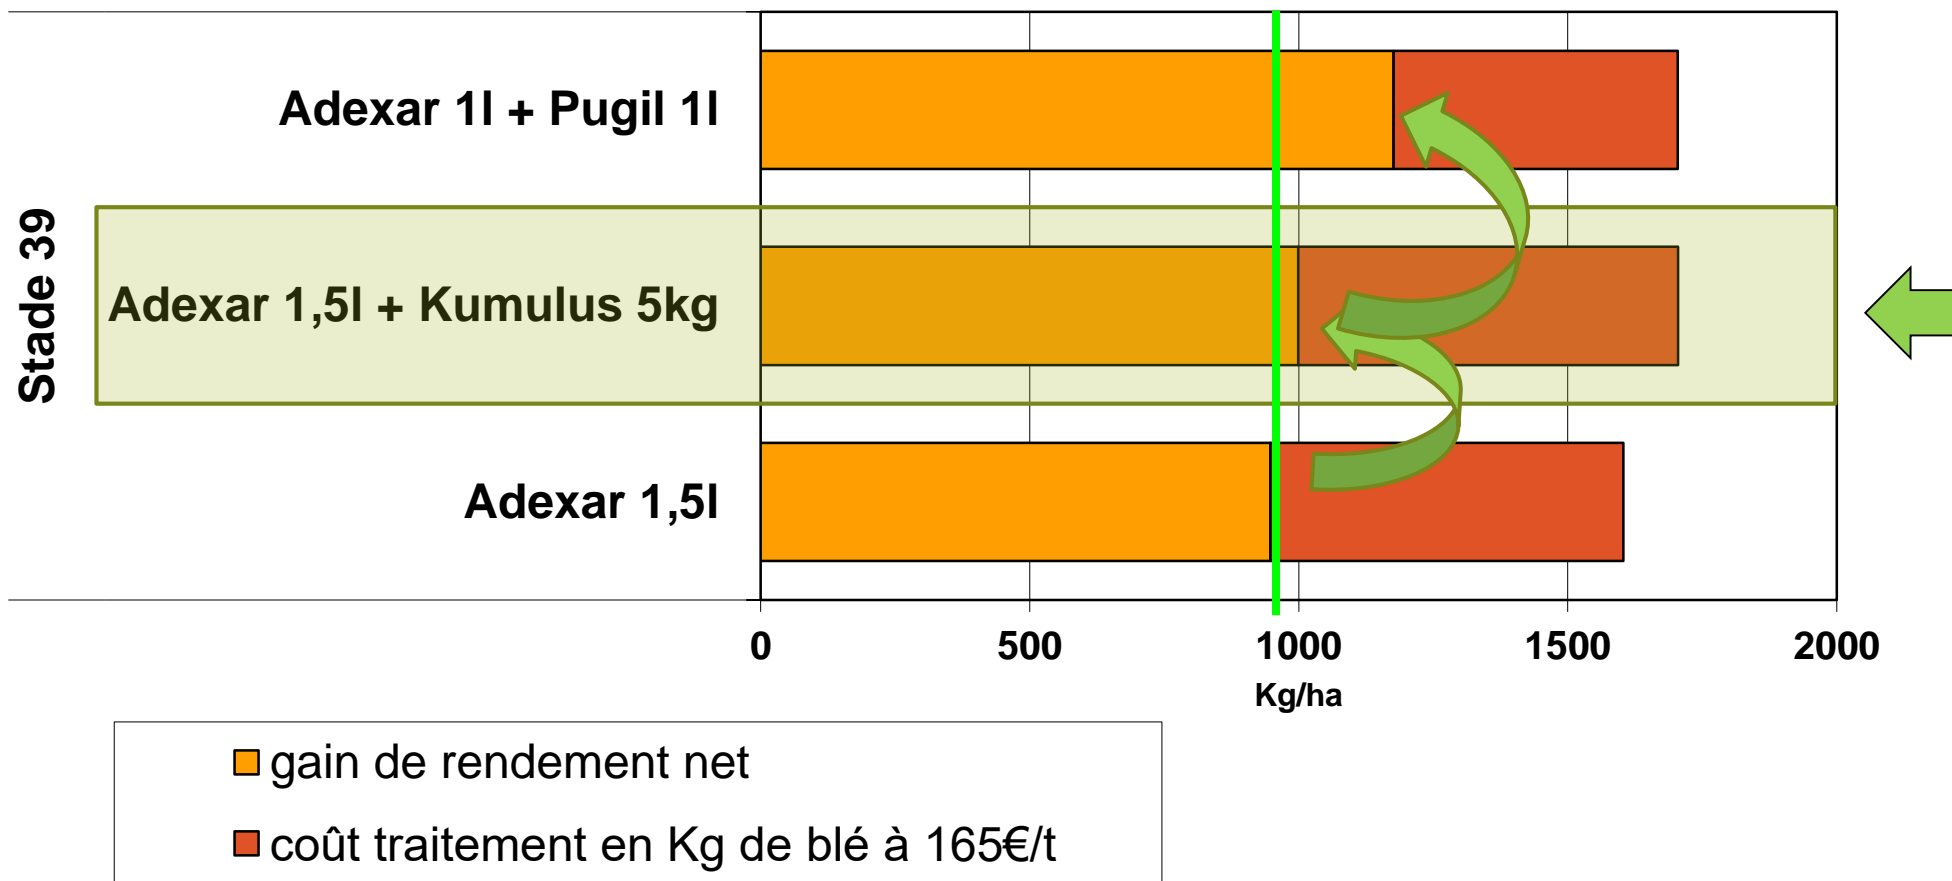 Stade 39
Adexar 1l + Pugil 1l
Adexar 1,5l + Kumulus 5kg
Adexar 1,5l
0 500 1000 1500 2000
Kg/ha
gain de rendement net
coût traitement en Kg de blé à 165€/t